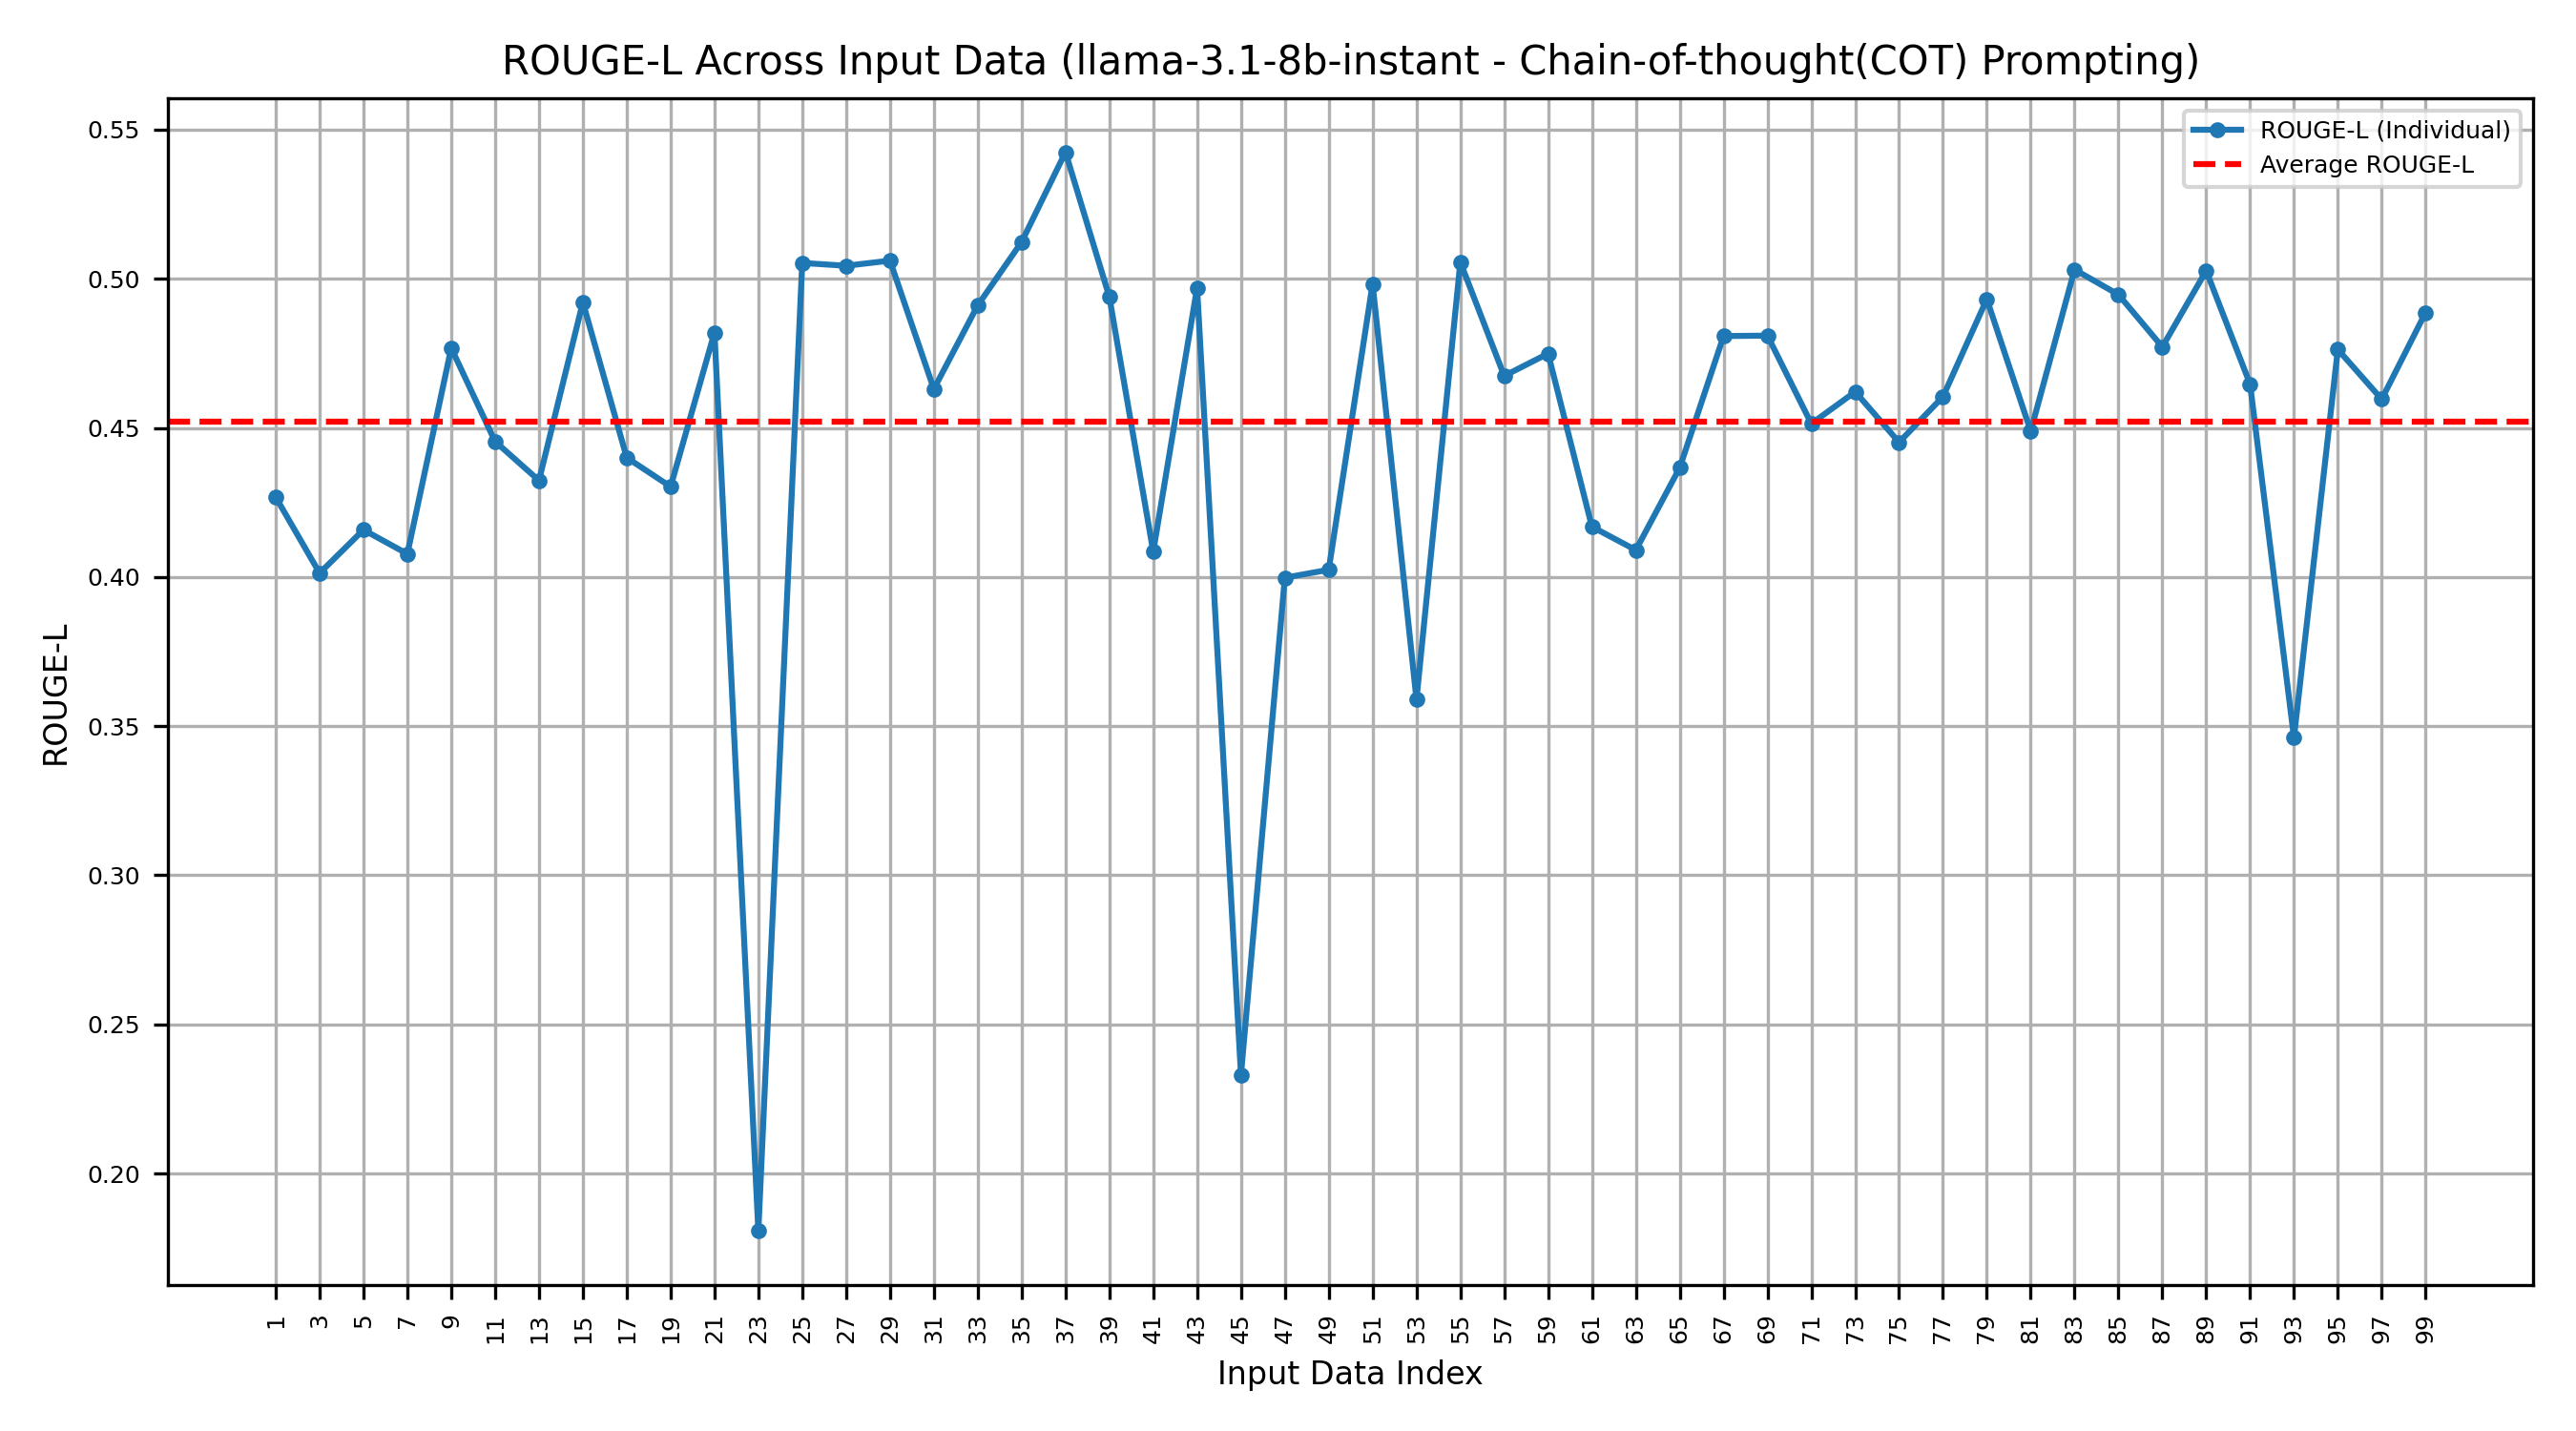 ROUGE-L Across Input Data (llama-3.1-8b-instant - Chain-of-thought(COT) Prompting)
ROUGE-L (Individual)
Average ROUGE-L
ROUGE-L
0.55
0.50
0.45
0.40
0.35
0.30
0.25
0.20
1 3 5 7 9 11 13 15 17 19 21 23 25 27 29 31 33 35 37 39 41 43 45 47 49 51 53 55 57 59 61 63 65 67 69 71 73 75 77 79 81 83 85 87 89 91 93 95 97 99
Input Data Index